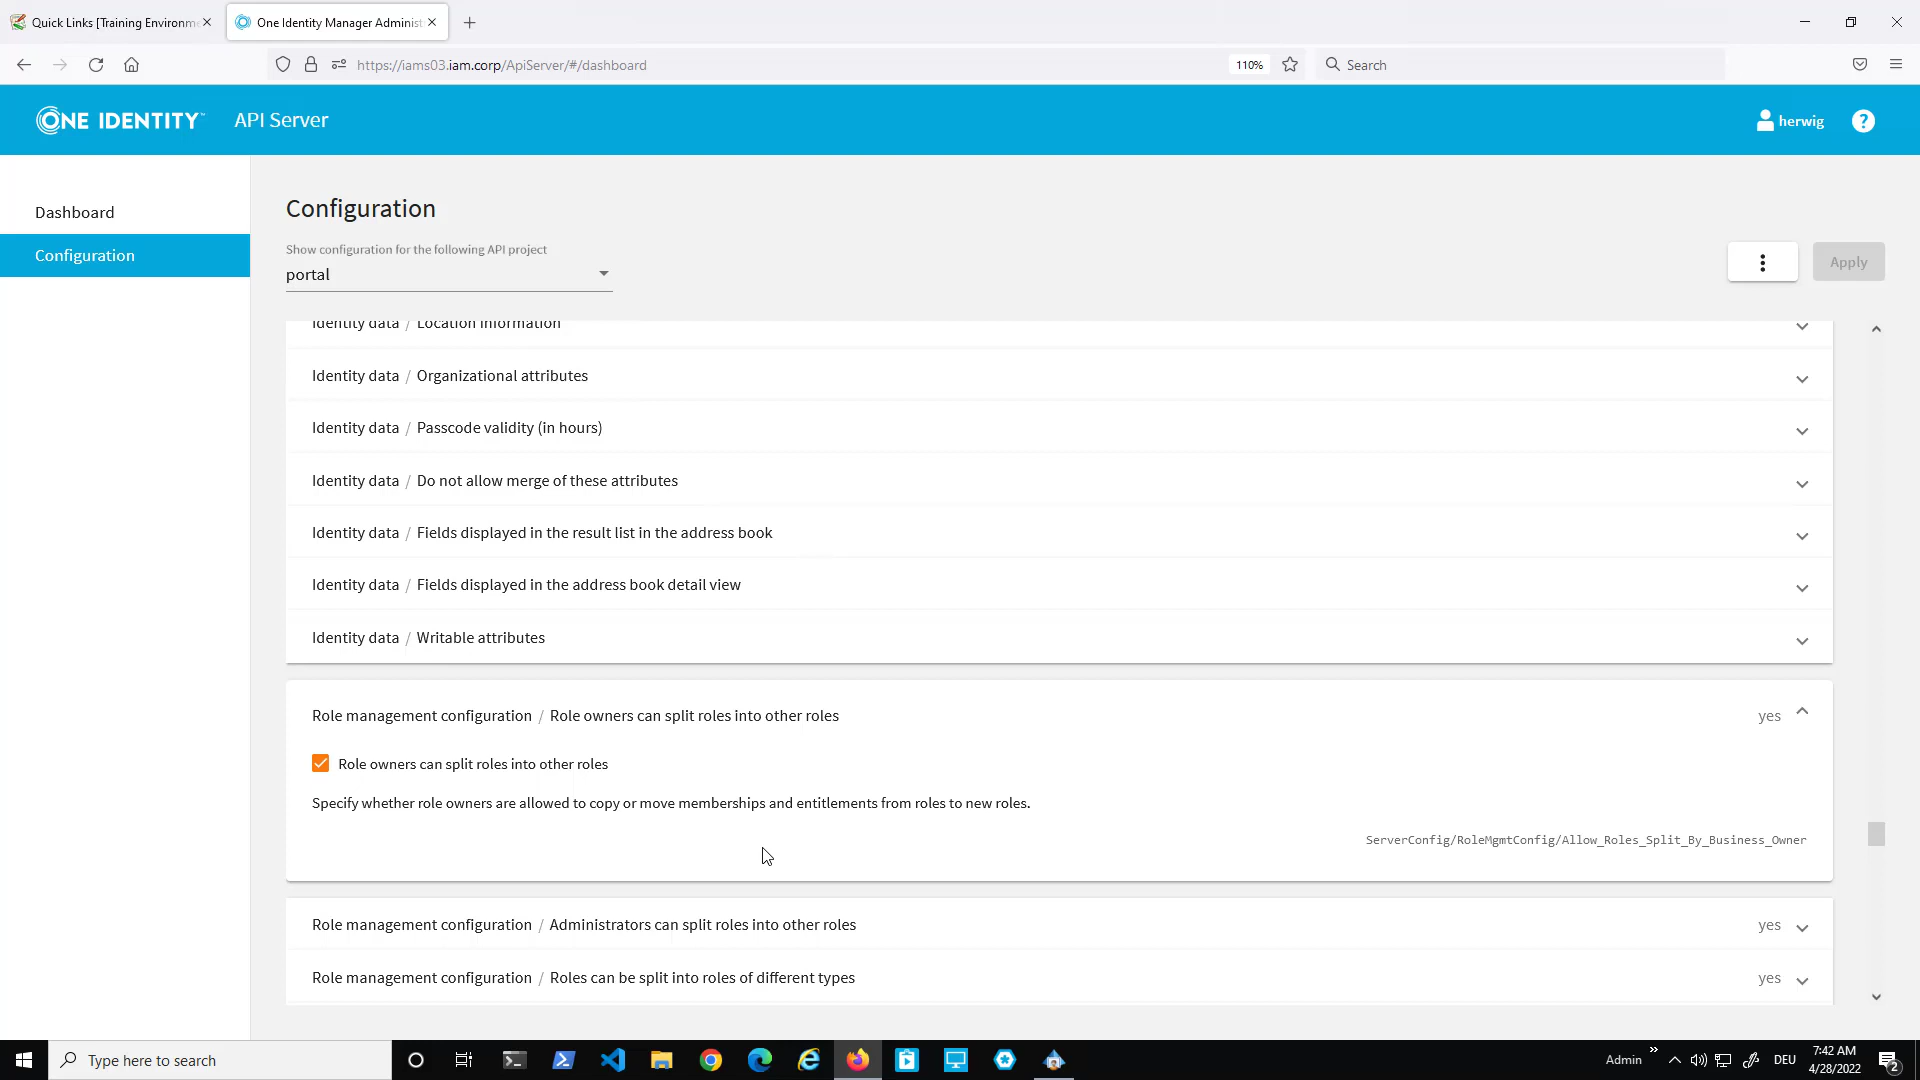 Quick Links [Training Environme
One Identity Manager Administ
https://iams03.iam.corp/ApiServer/#/dashboard
110%
Search
ONE IDENTITY™
API Server
herwig
?
Dashboard
Configuration
Configuration
Show configuration for the following API project
portal
Apply
Identity data / Location information
Identity data / Organizational attributes
Identity data / Passcode validity (in hours)
Identity data / Do not allow merge of these attributes
Identity data / Fields displayed in the result list in the address book
Identity data / Fields displayed in the address book detail view
Identity data / Writable attributes
Role management configuration / Role owners can split roles into other roles yes
Role owners can split roles into other roles
Specify whether role owners are allowed to copy or move memberships and entitlements from roles to new roles.
ServerConfig/RoleMgmtConfig/Allow_Roles_Split_By_Business_Owner
Role management configuration / Administrators can split roles into other roles yes
Role management configuration / Roles can be split into roles of different types yes
Type here to search
Admin
DEU
7:42 AM
4/28/2022
2